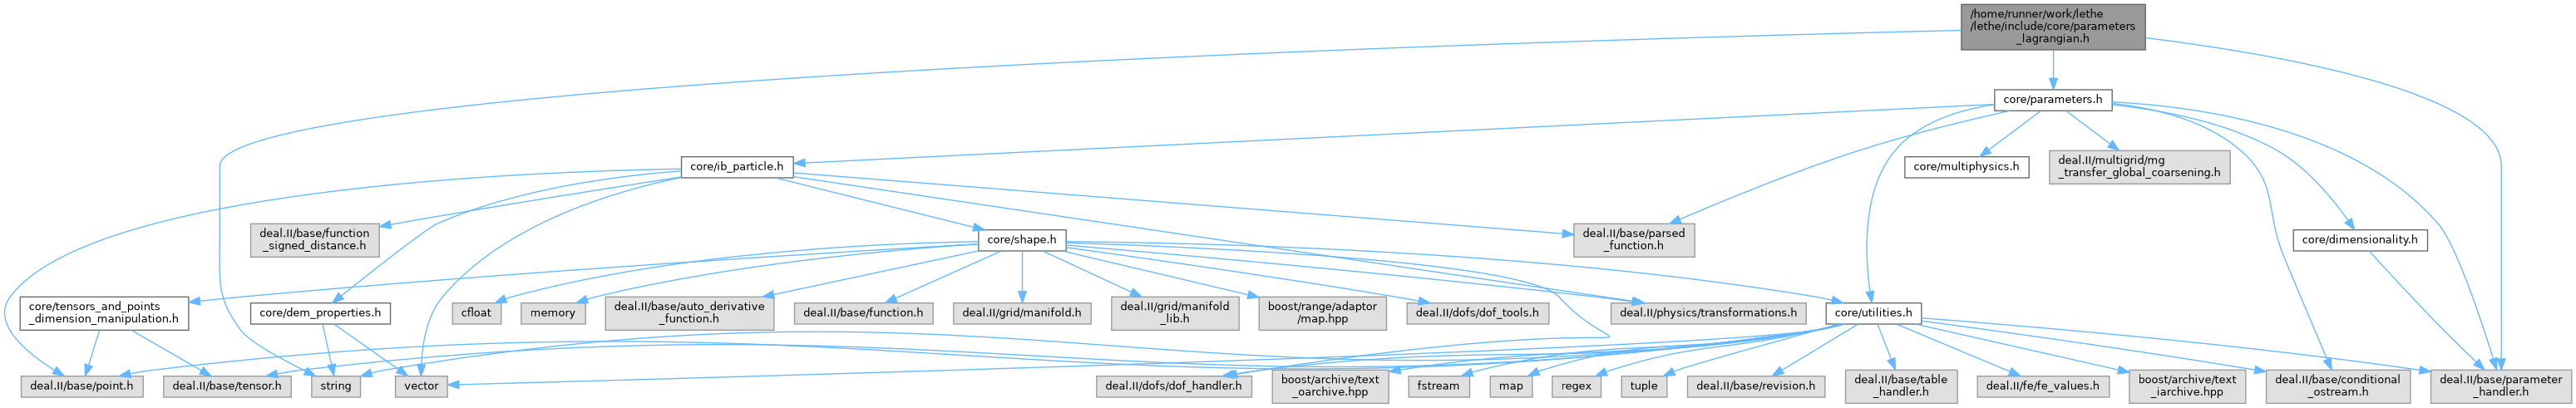 /home/runner/work/lethe
/lethe/include/core/parameters
_lagrangian.h
core/parameters.h
core/ib_particle.h
core/multiphysics.h
deal.II/multigrid/mg
_transfer_global_coarsening.h
deal.II/base/function
_signed_distance.h
core/shape.h
deal.II/base/parsed
_function.h
core/dimensionality.h
core/tensors_and_points
_dimension_manipulation.h
core/dem_properties.h
cfloat
memory
deal.II/base/auto_derivative
_function.h
deal.II/base/function.h
deal.II/grid/manifold.h
deal.II/grid/manifold
_lib.h
boost/range/adaptor
/map.hpp
deal.II/dofs/dof_tools.h
deal.II/physics/transformations.h
core/utilities.h
deal.II/base/point.h
deal.II/base/tensor.h
string
vector
deal.II/dofs/dof_handler.h
boost/archive/text
_oarchive.hpp
fstream
map
regex
tuple
deal.II/base/revision.h
deal.II/base/table
_handler.h
deal.II/fe/fe_values.h
boost/archive/text
_iarchive.hpp
deal.II/base/conditional
_ostream.h
deal.II/base/parameter
_handler.h